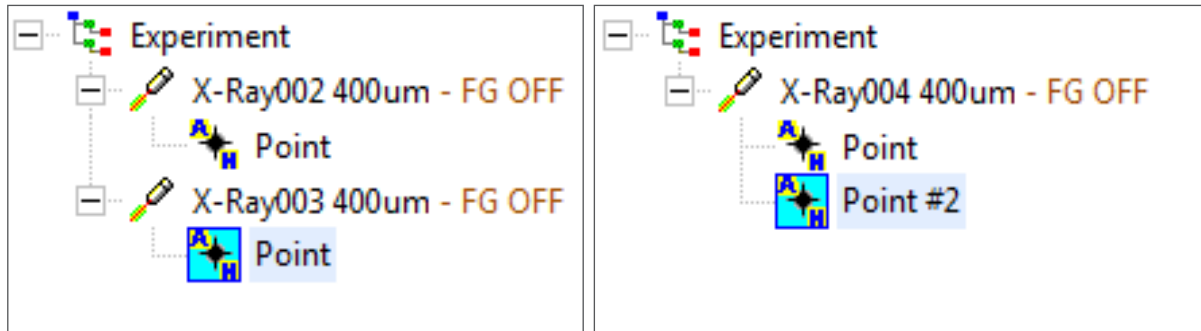 Experiment
X-Ray002 400um - FG OFF
A H Point
X-Ray003 400um - FG OFF
A H Point
Experiment
X-Ray004 400um - FG OFF
A H Point
A H Point #2